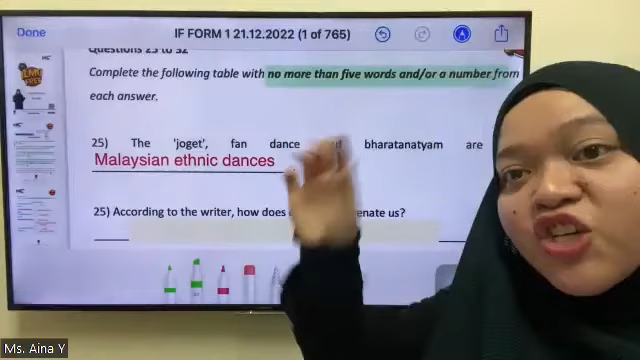 Done
IF FORM 1 21.12.2022 (1 of 765)
Questions 25 to 32
Complete the following table with no more than five words and/or a number from
each answer.
25) The 'joget', fan dance bharatanatyam are
Malaysian ethnic dances
25) According to the writer, how does enate us?
ILMU
FREE
Ms. Aina Y